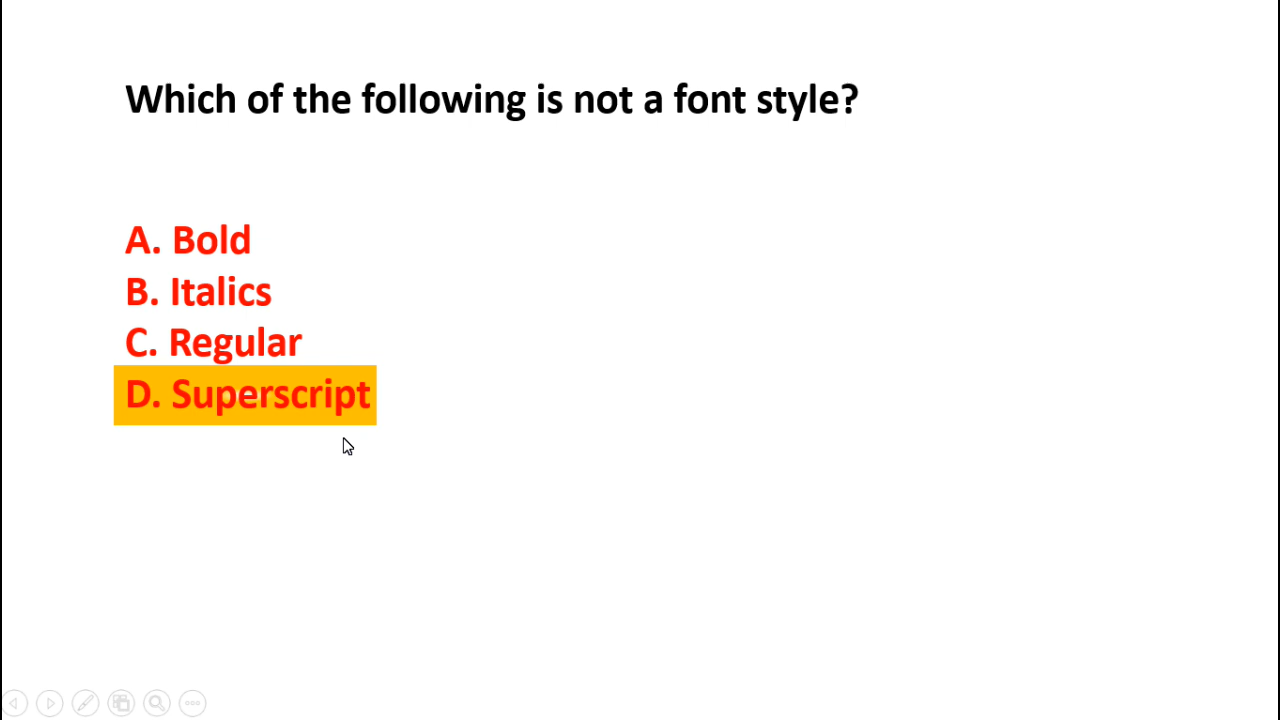 Which of the following is not a font style?
A. Bold
B. Italics
C. Regular
D. Superscript